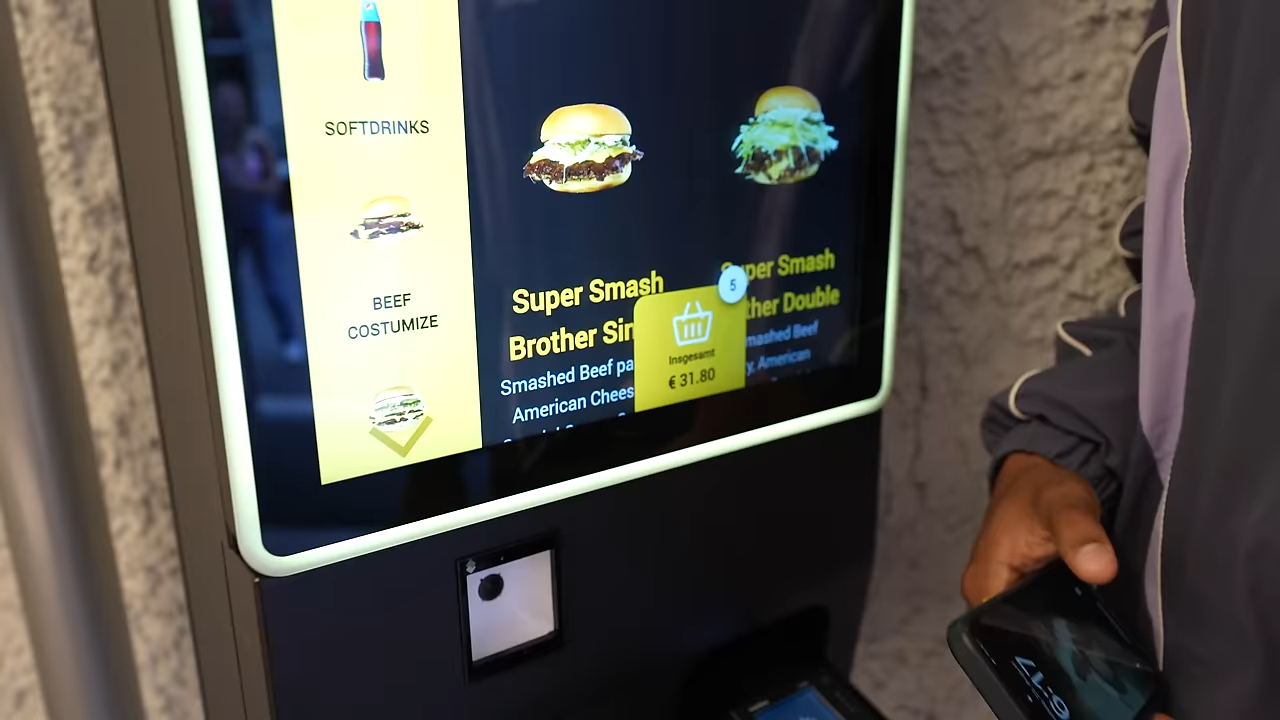 SOFTDRINKS
BEEF
COSTUMIZE
Super Smash
Brother Sin
Smashed Beef pa
American Chees
Super Smash
ther Double
mashed Beef
y, American
5
Insgesamt
€ 31.80